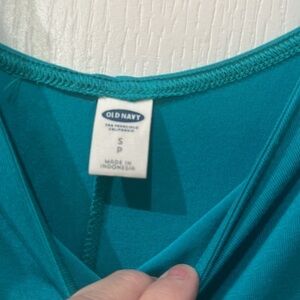 OLD NAVY
SAN FRANCISCO
CALIFORNIA
S
P
MADE IN
INDONESIA